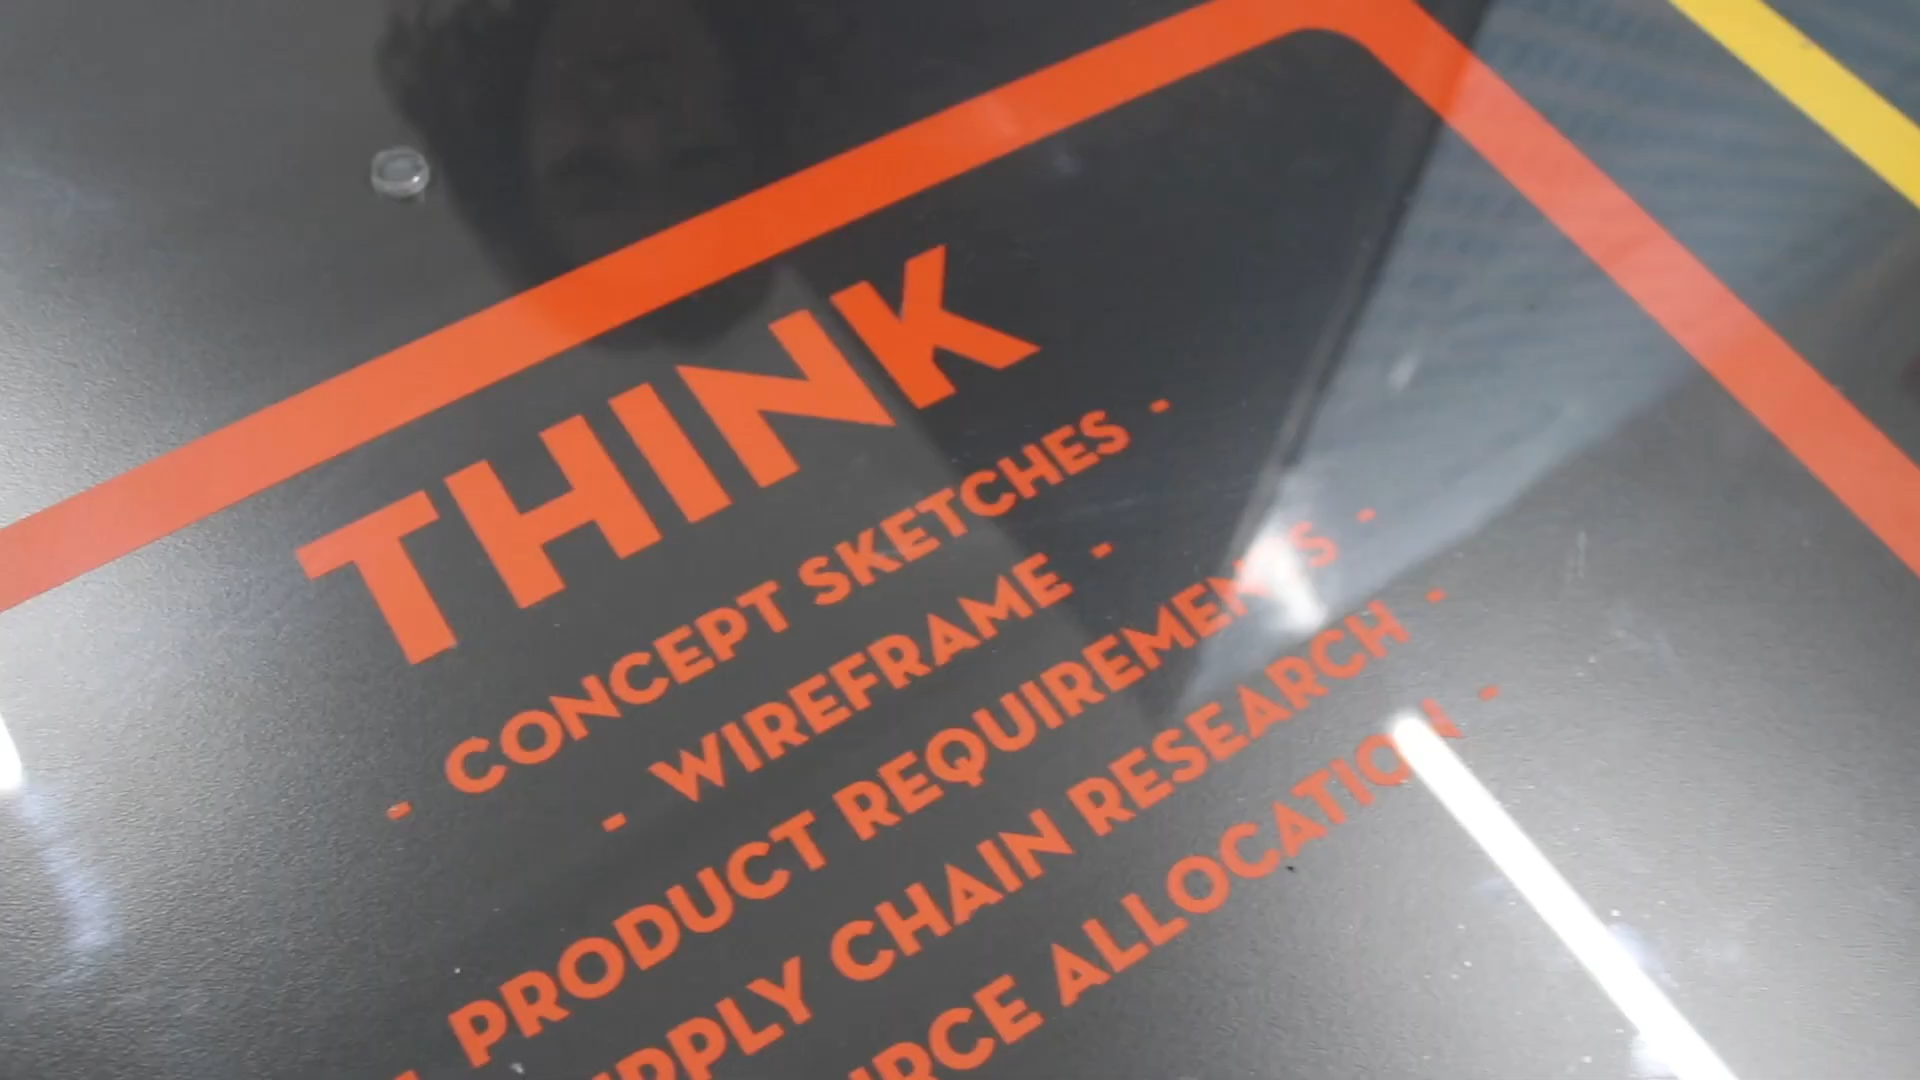 THINK
- CONCEPT SKETCHES -
- WIREFRAME -
- PRODUCT REQUIREMENTS -
CHAIN RESEARCH -
ALLOCATION -